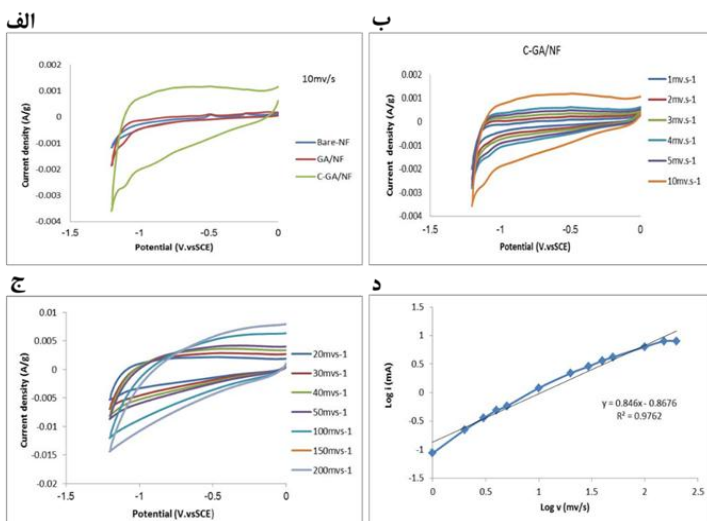 الف
0.002
0.001
0
-0.001
-0.002
-0.003
-0.004
Current density (A/g)
10mv/s
Bare-NF
GA/NF
C-GA/NF
-1.5
-1
-0.5
0
Potential (V.vsSCE)
ب
C-GA/NF
0.002
0.001
0
-0.001
-0.002
-0.003
-0.004
Current density (A/g)
1mv.s-1
2mv.s-1
3mv.s-1
4mv.s-1
5mv.s-1
10mv.s-1
-1.5
-1
-0.5
0
Potential (V.vsSCE)
ج
0.01
0.005
0
-0.005
-0.01
-0.015
-0.02
Current density (A/g)
20mvs-1
30mvs-1
40mvs-1
50mvs-1
100mvs-1
150mvs-1
200mvs-1
-1.5
-1
-0.5
0
Potential (V.vsSCE)
د
1.5
1
0.5
0
-0.5
-1
-1.5
Log i (mA)
y = 0.846x - 0.8676
R² = 0.9762
0
0.5
1
1.5
2
2.5
Log v (mv/s)